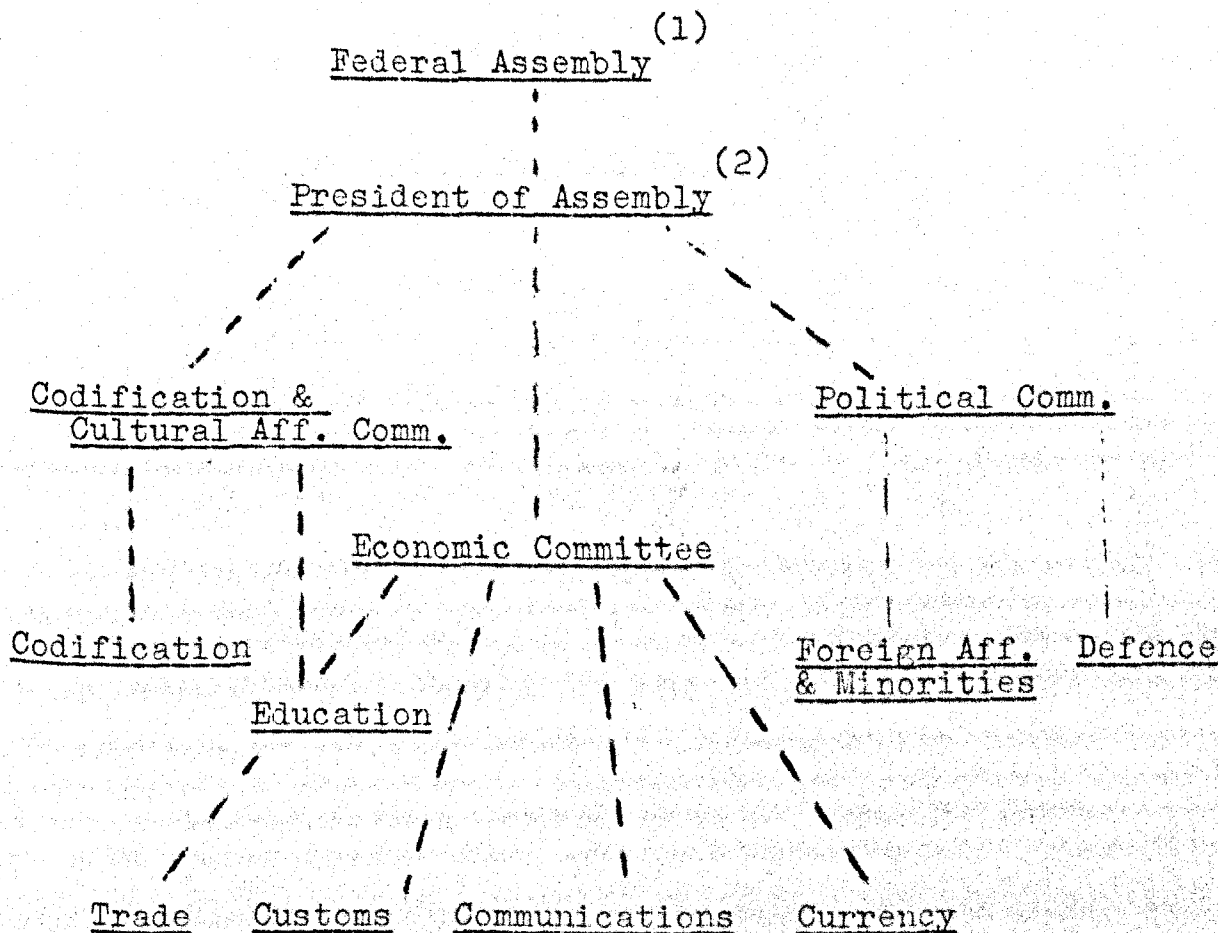 (1)
Federal Assembly
(2)
President of Assembly
Codification &
Cultural Aff. Comm.
Political Comm.
Economic Committee
Codification
Foreign Aff.
& Minorities
Defence
Education
Trade
Customs
Communications
Currency